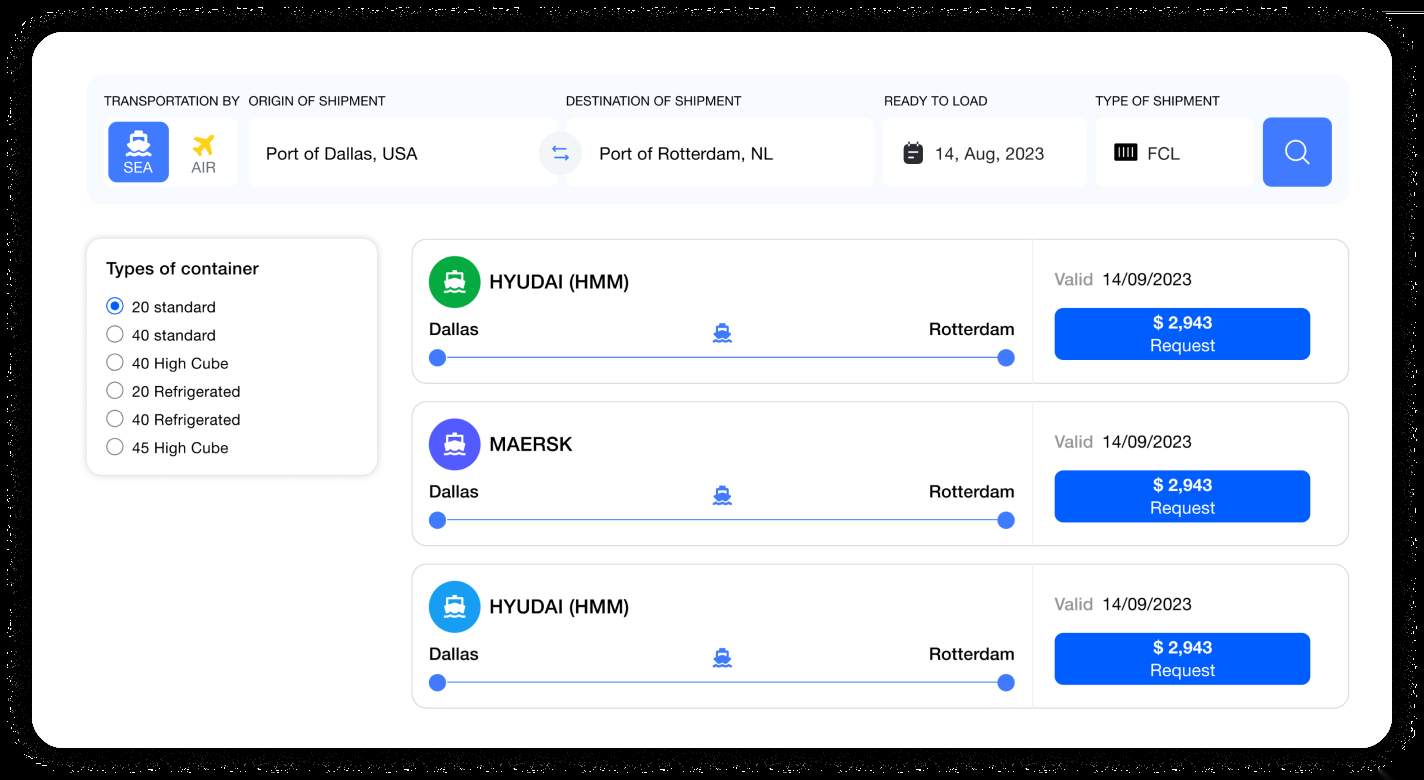 TRANSPORTATION BY ORIGIN OF SHIPMENT DESTINATION OF SHIPMENT READY TO LOAD TYPE OF SHIPMENT
SEA AIR Port of Dallas, USA Port of Rotterdam, NL 14, Aug, 2023 FCL
Types of container
20 standard
40 standard
40 High Cube
20 Refrigerated
40 Refrigerated
45 High Cube
HYUDAI (HMM)
Dallas Rotterdam
Valid 14/09/2023
$ 2,943
Request
MAERSK
Dallas Rotterdam
Valid 14/09/2023
$ 2,943
Request
HYUDAI (HMM)
Dallas Rotterdam
Valid 14/09/2023
$ 2,943
Request